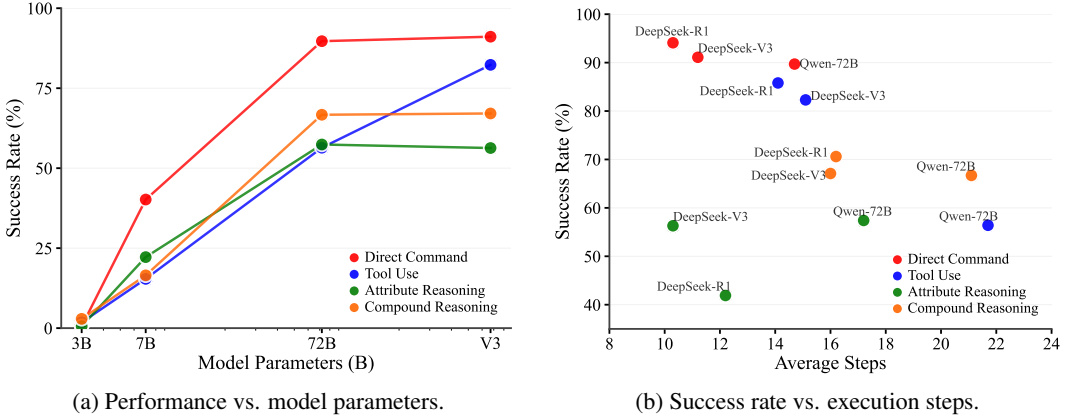 100
75
50
25
0
Success Rate (%)
3B
7B
72B
V3
Model Parameters (B)
Direct Command
Tool Use
Attribute Reasoning
Compound Reasoning
(a) Performance vs. model parameters.
100
90
80
70
60
50
40
Success Rate (%)
DeepSeek-R1
DeepSeek-V3
Qwen-72B
DeepSeek-R1
DeepSeek-V3
DeepSeek-R1
DeepSeek-V3
Qwen-72B
DeepSeek-V3
Qwen-72B
Qwen-72B
DeepSeek-R1
Direct Command
Tool Use
Attribute Reasoning
Compound Reasoning
8
10
12
14
16
18
20
22
24
Average Steps
(b) Success rate vs. execution steps.